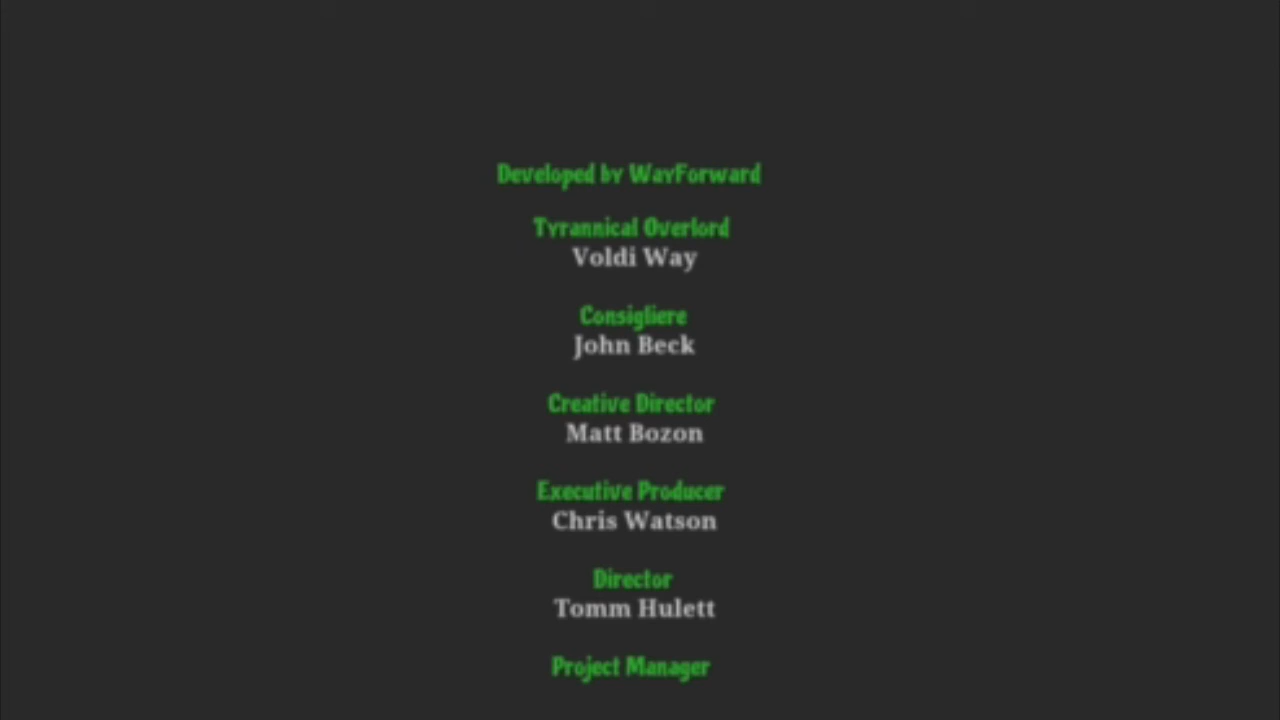 Developed by WayForward
Tyrannical Overlord
Voldi Way
Consigliere
John Beck
Creative Director
Matt Bozon
Executive Producer
Chris Watson
Director
Tomm Hulett
Project Manager